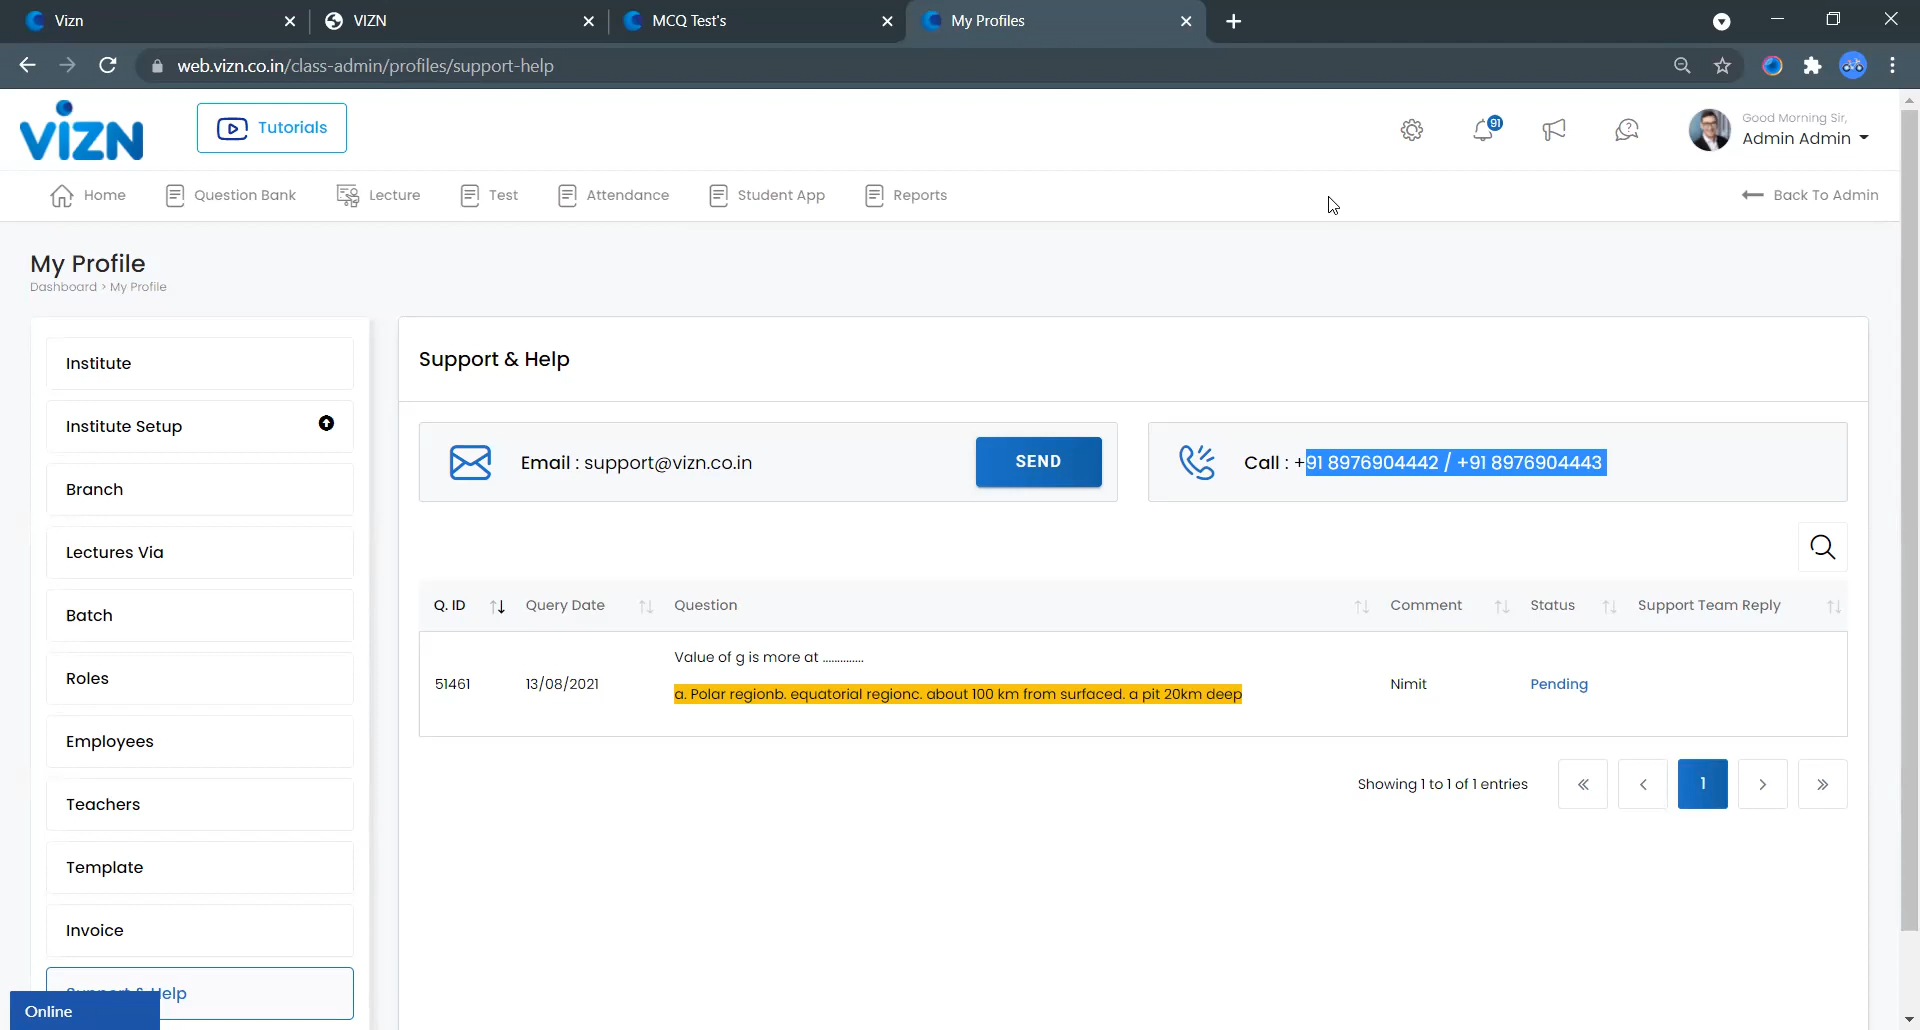 Vizn
VIZN
MCQ Test's
My Profiles
web.vizn.co.in/class-admin/profiles/support-help
VIZN
Tutorials
91
Good Morning Sir,
Admin Admin
Home
Question Bank
Lecture
Test
Attendance
Student App
Reports
Back To Admin
My Profile
Dashboard > My Profile
Institute
Institute Setup
Branch
Lectures Via
Batch
Roles
Employees
Teachers
Template
Invoice
Support & Help
Online
Support & Help
Email : support@vizn.co.in
SEND
Call : +91 8976904442 / +91 8976904443
Q. ID
Query Date
Question
Comment
Status
Support Team Reply
51461
13/08/2021
Value of g is more at ..............
a. Polar regionb. equatorial regionc. about 100 km from surfaced. a pit 20km deep
Nimit
Pending
Showing 1 to 1 of 1 entries
«
‹
1
›
»